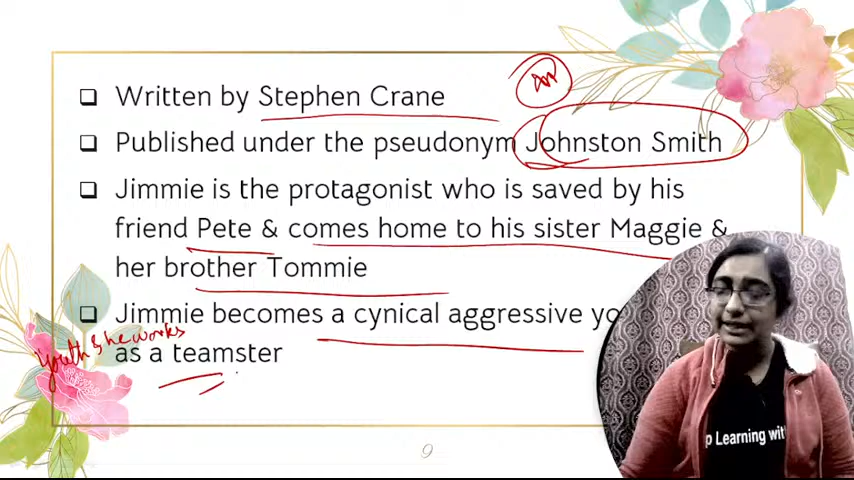 Written by Stephen Crane
Published under the pseudonym Johnston Smith
Jimmie is the protagonist who is saved by his
friend Pete & comes home to his sister Maggie &
her brother Tommie
Jimmie becomes a cynical aggressive yo
youth & he works
as a teamster
p Learning wit
9